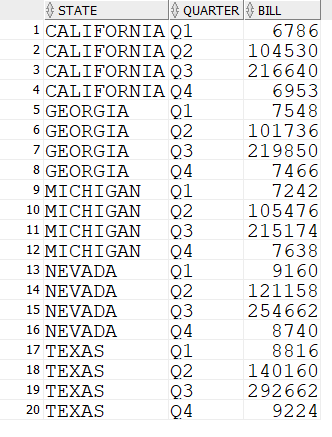 STATE QUARTER BILL
1 CALIFORNIA Q1 6786
2 CALIFORNIA Q2 104530
3 CALIFORNIA Q3 216640
4 CALIFORNIA Q4 6953
5 GEORGIA Q1 7548
6 GEORGIA Q2 101736
7 GEORGIA Q3 219850
8 GEORGIA Q4 7466
9 MICHIGAN Q1 7242
10 MICHIGAN Q2 105476
11 MICHIGAN Q3 215174
12 MICHIGAN Q4 7638
13 NEVADA Q1 9160
14 NEVADA Q2 121158
15 NEVADA Q3 254662
16 NEVADA Q4 8740
17 TEXAS Q1 8816
18 TEXAS Q2 140160
19 TEXAS Q3 292662
20 TEXAS Q4 9224